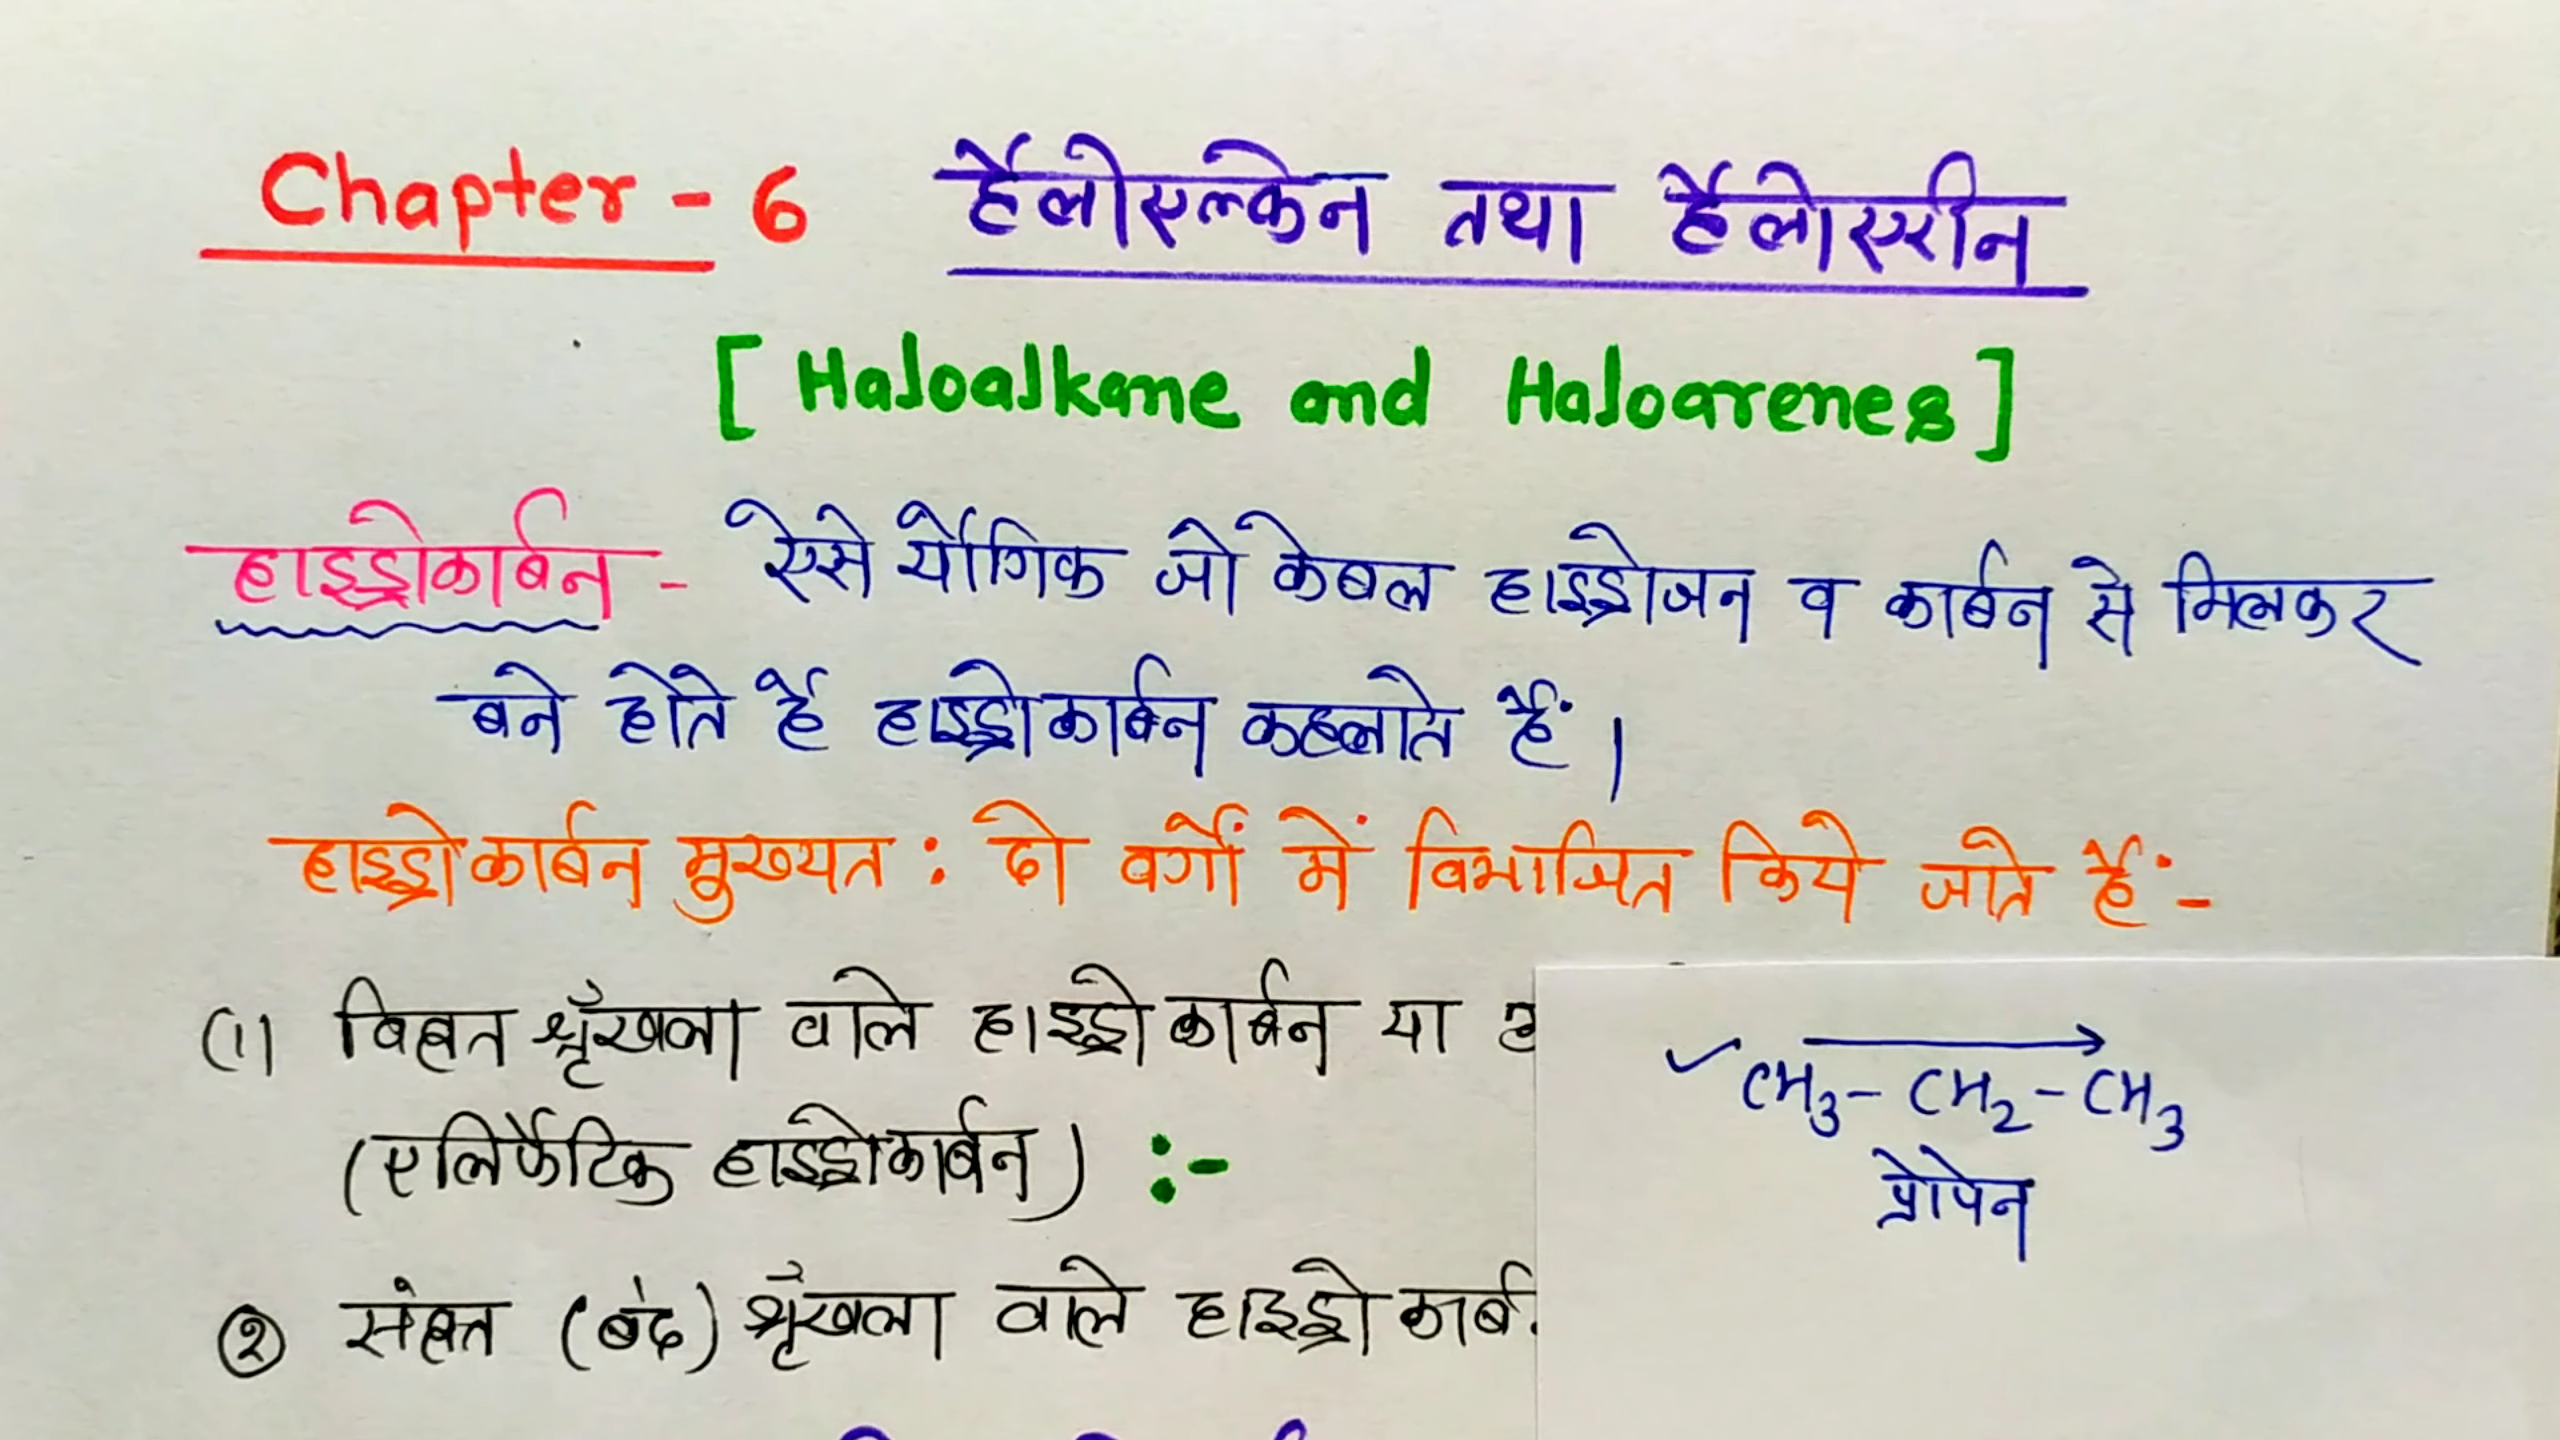 Chapter - 6 हैलोएल्केन तथा हैलोएरीन
[ Haloalkane and Haloarenes ]
हाइड्रोकार्बन - ऐसे यौगिक जो केबल हाइड्रोजन व कार्बन से मिलकर
बने होते हैं हाइड्रोकार्बन कहलाते हैं।
हाइड्रोकार्बन मुख्यत: दो वर्गों में विभाजित किये जाते हैं:-
(1) विवृत श्रृंखला वाले हाइड्रोकार्बन या
(एलिफैटिक हाइड्रोकार्बन) :-
② संवृत (बंद) श्रृंखला वाले हाइड्रो कार्ब
✓ CH₃ - CH₂ - CH₃
प्रोपेन